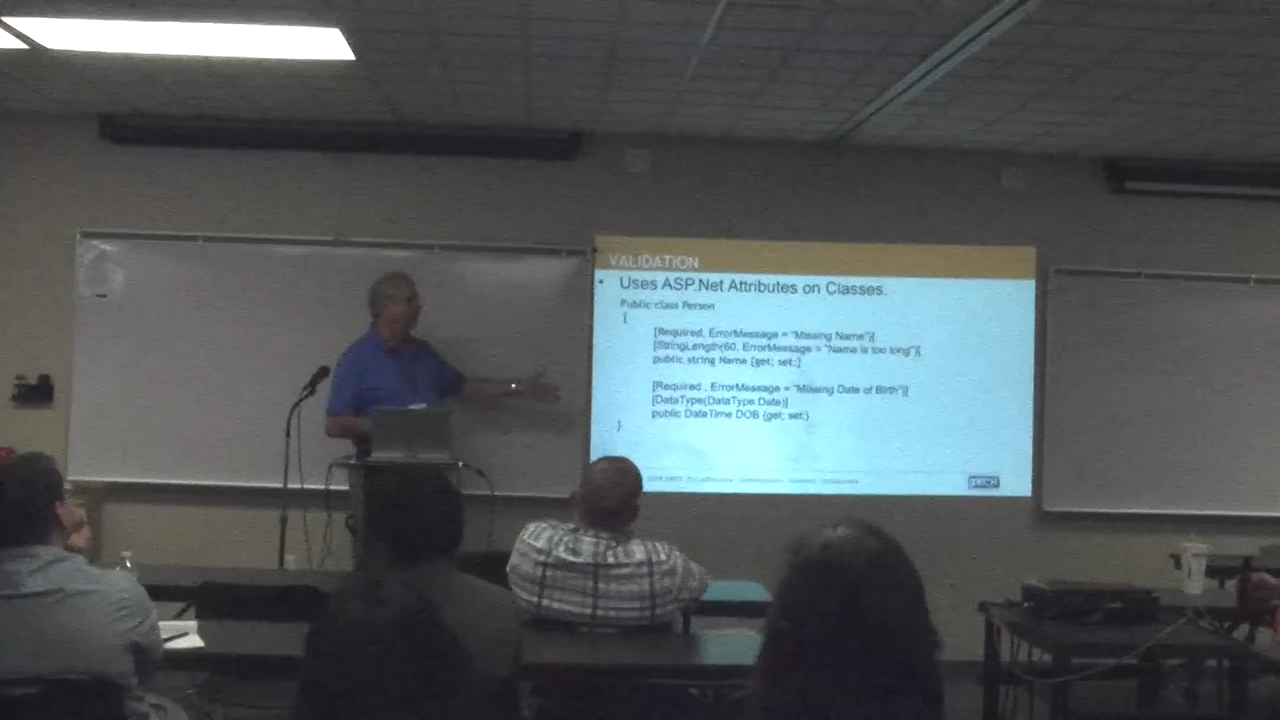 VALIDATION
• Uses ASP.Net Attributes on Classes.
Public class Person
{
[Required, ErrorMessage = "Missing Name")]
[StringLength(60, ErrorMessage = "Name is too long")]
public string Name {get; set;}
[Required , ErrorMessage = "Missing Date of Birth")]
[DataType(DataType.Date)]
public DateTime DOB {get; set;}
}
TECH